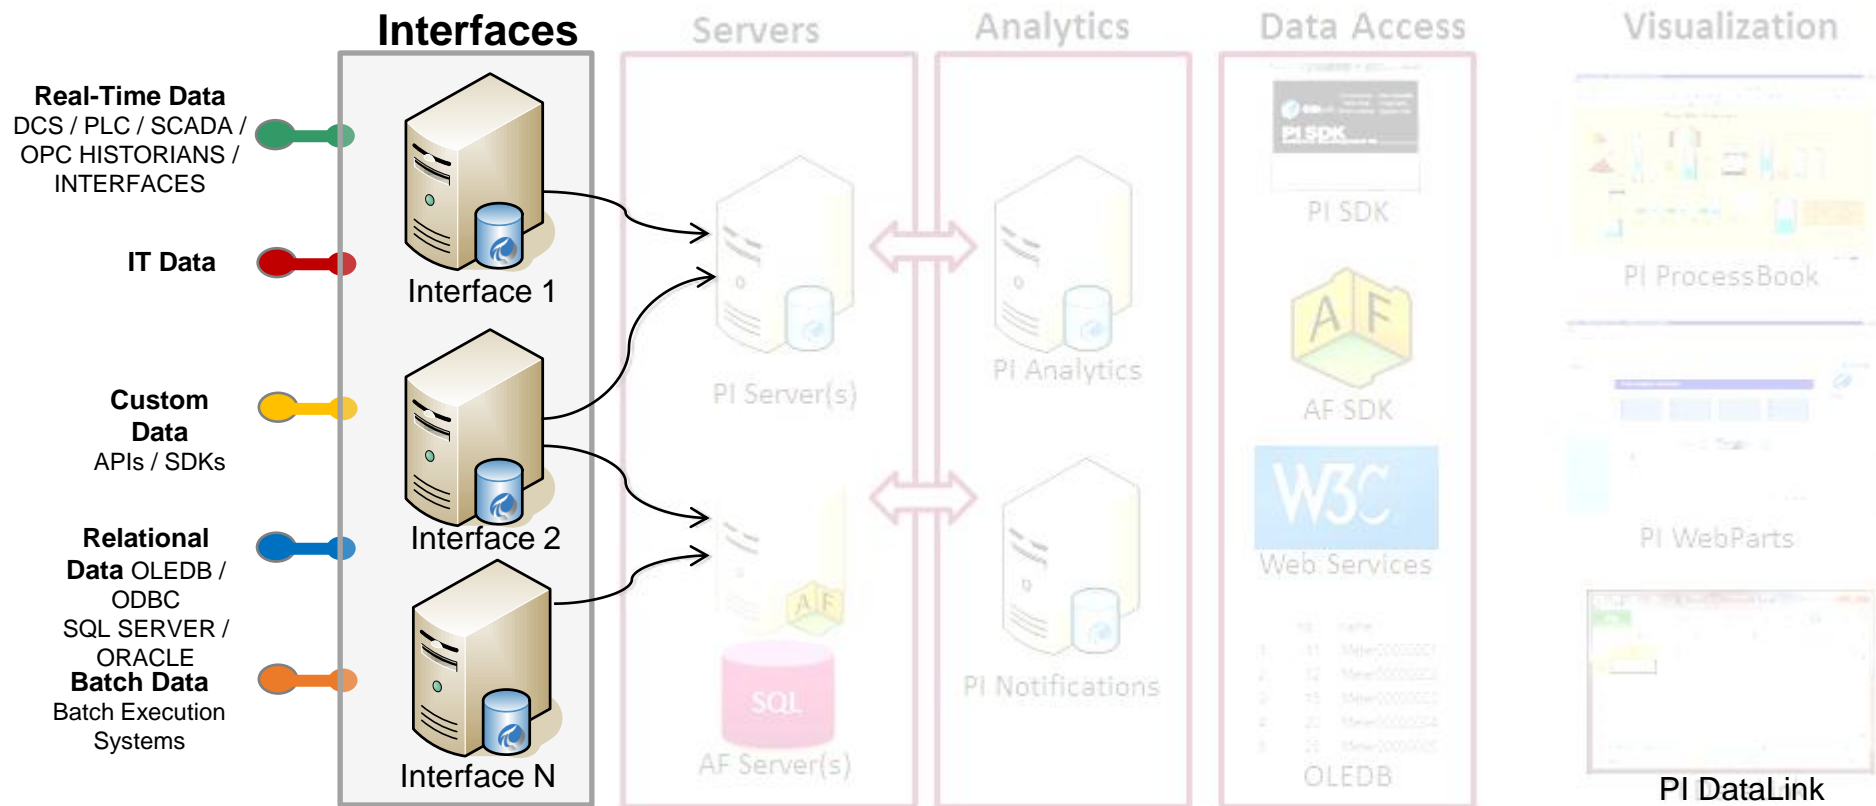 Interfaces
Servers
Analytics
Data Access
Visualization
Real-Time Data
DCS / PLC / SCADA /
OPC HISTORIANS /
INTERFACES
IT Data
Custom
Data
APIs / SDKs
Relational
Data OLEDB /
ODBC
SQL SERVER /
ORACLE
Batch Data
Batch Execution
Systems
Interface 1
Interface 2
Interface N
PI Server(s)
AF
SQL
AF Server(s)
PI Analytics
PI Notifications
PI SDK
PI SDK
AF
AF SDK
W3C
Web Services
name
OLEDB
PI ProcessBook
PI WebParts
PI DataLink